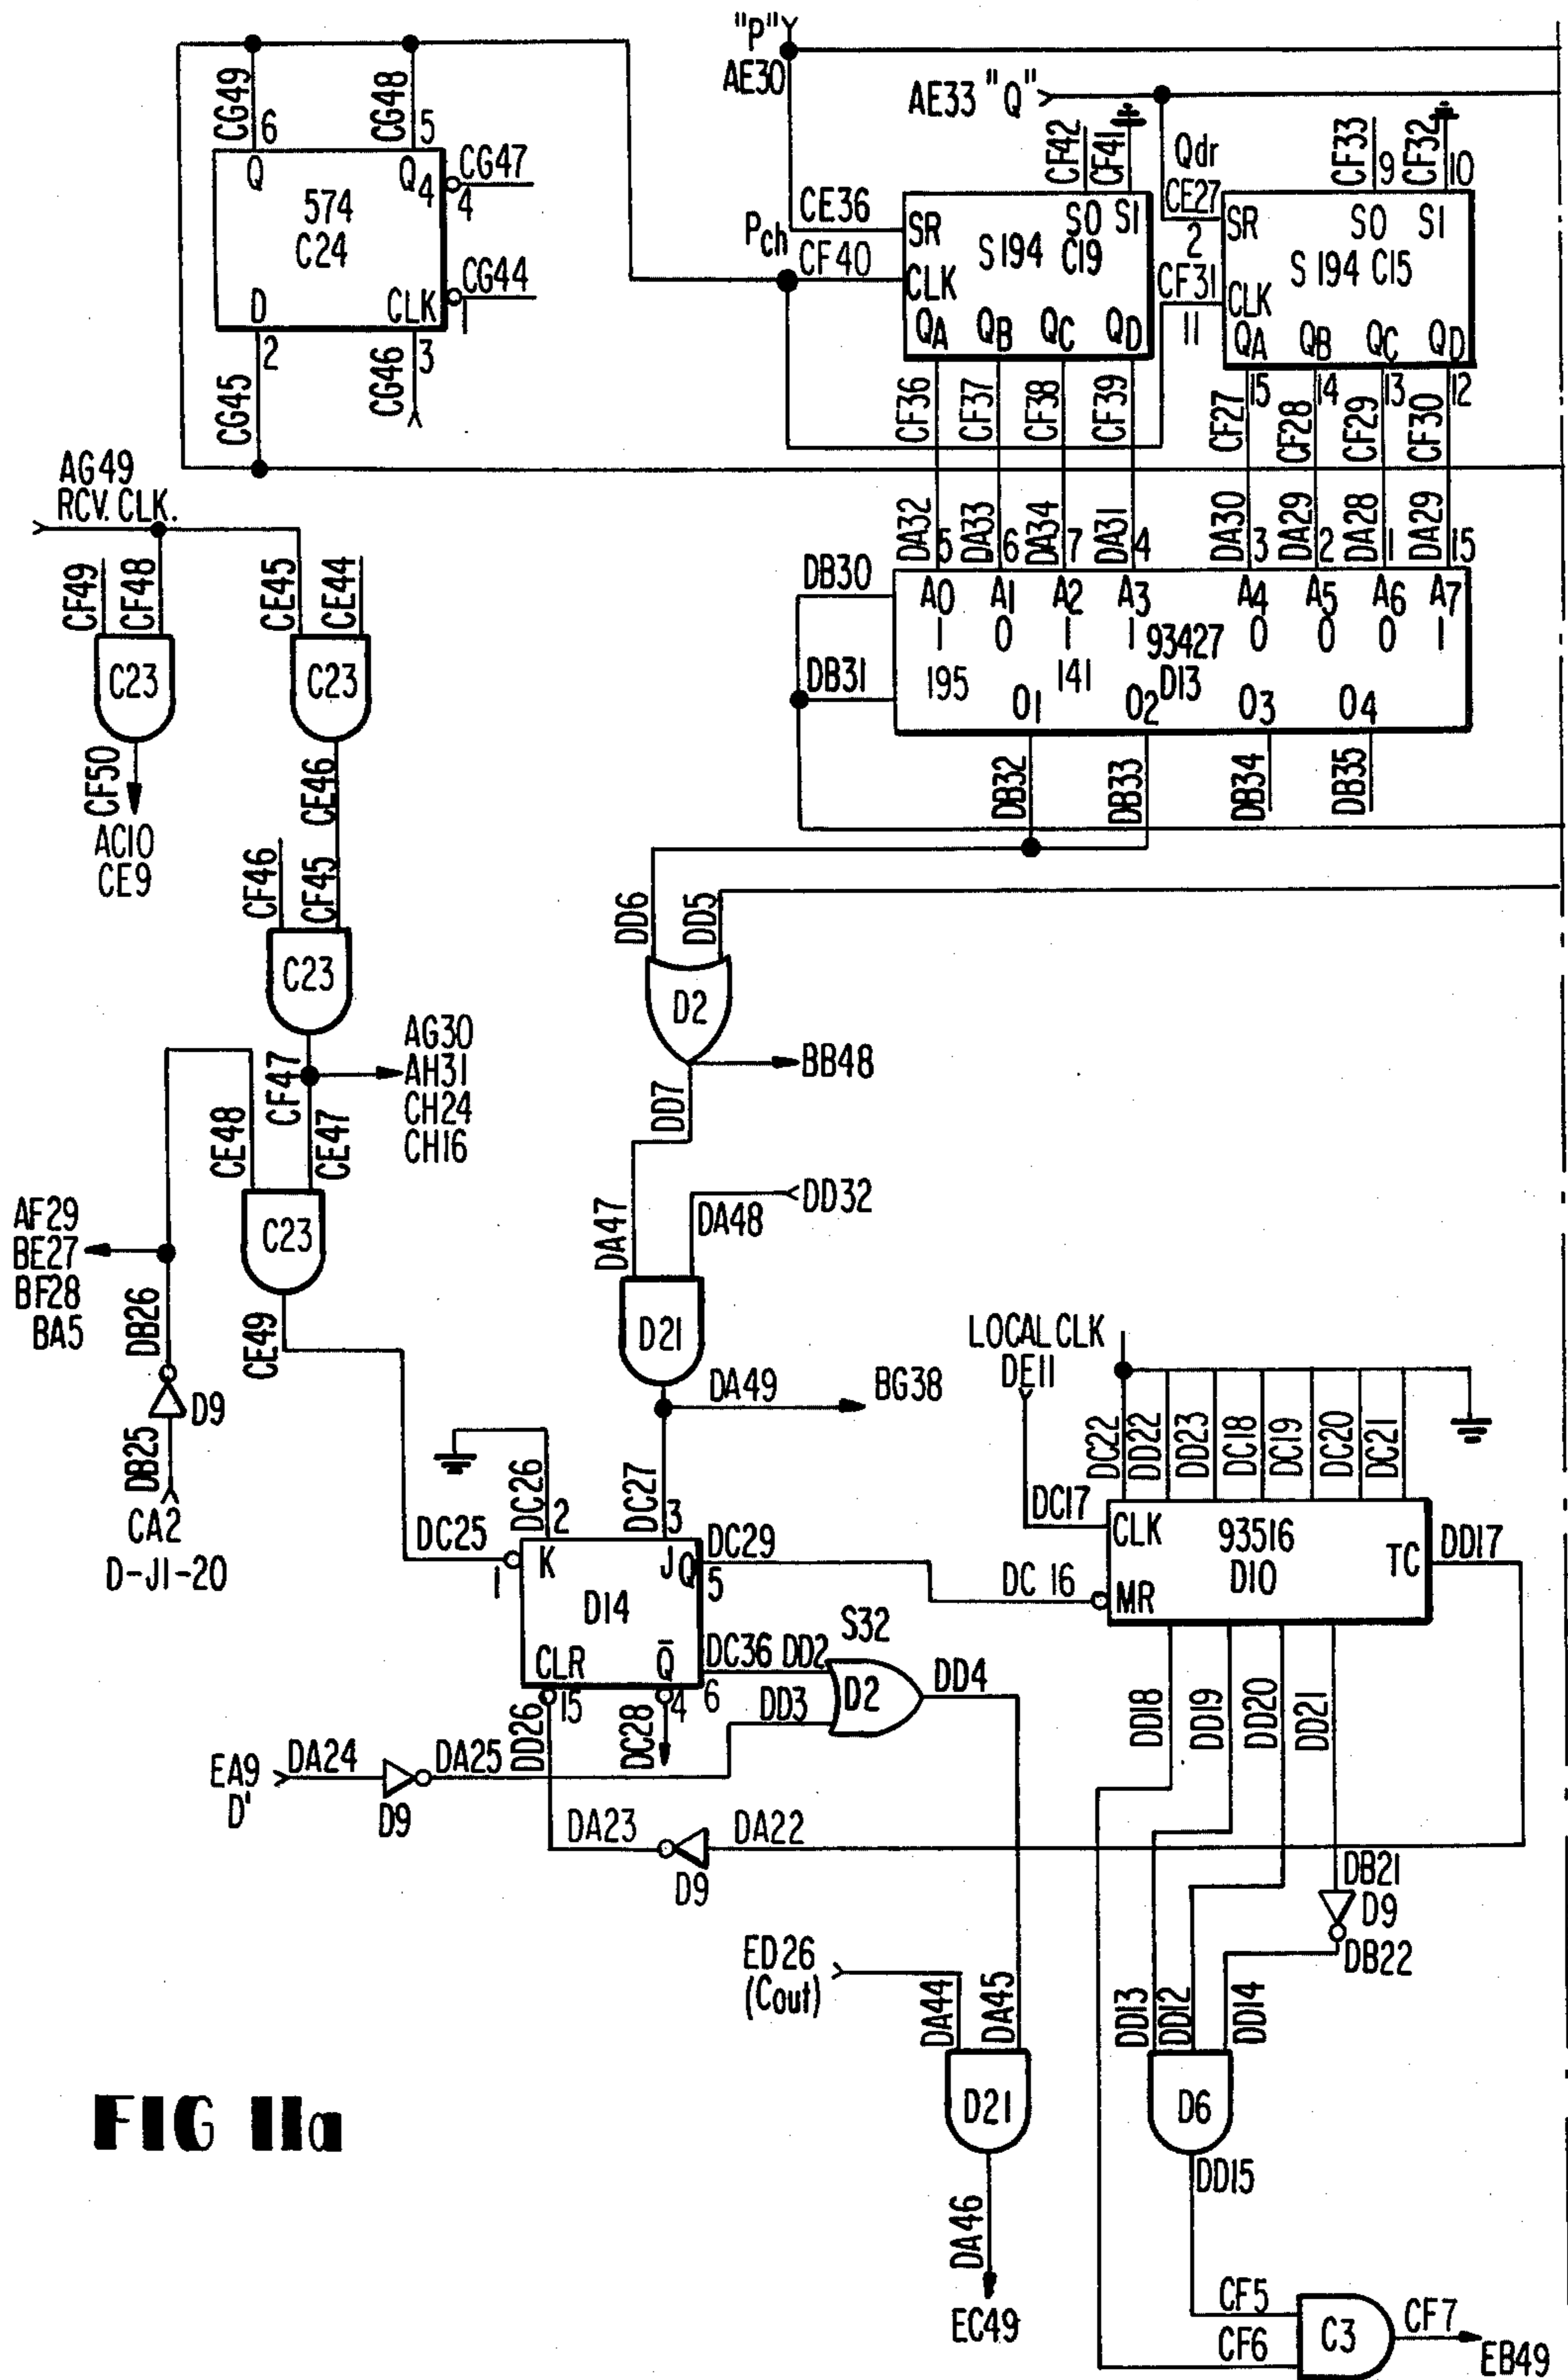 "P"
AE30
AE33 "Q"
CG49
6
CG48
5
Q
Q
4
CG47
4
574
C24
CG44
1
D
CLK
2
3
CG45
CG46
CF42
CF41
Qdr
CE27
2
CF33
9
CF32
10
CE36
Pch
CF40
SR
S0
S1
S194
C19
CLK
QA
QB
QC
QD
CF31
11
SR
S0
S1
S 194
C15
CLK
QA
QB
QC
QD
CF36
CF37
CF38
CF39
CF27
15
CF28
14
CF29
13
CF30
12
AG49
RCV. CLK.
CF49
CF48
CE45
CE44
C23
C23
DA32
5
DA33
6
DA34
7
DA31
4
DA30
3
DA29
2
DA28
1
DA29
15
DB30
DB31
A0
A1
A2
A3
A4
A5
A6
A7
1
0
1
1
0
0
0
1
93427
D13
195
141
O1
O2
O3
O4
DB32
DB33
DB34
DB35
CF50
AC10
CE9
CE46
CF46
CF45
C23
DD6
DD5
D2
BB48
DD7
CF47
AG30
AH31
CH24
CH16
CE48
CE47
C23
AF29
BE27
BF28
BA5
DB26
CE49
D9
DB25
CA2
D-J1-20
DA47
DA48
DD32
D21
DA49
BG38
LOCAL CLK
DE11
DC22
DD22
DD23
DC18
DC19
DC20
DC21
DC26
2
DC27
3
DC25
1
K
J
Q
DC29
5
D14
CLR
Q̄
DC17
CLK
93516
D10
TC
DD17
DC 16
MR
S32
DC36
DD2
6
D2
DD4
DD3
DD26
15
DC28
4
DD18
DD19
DD20
DD21
EA9
D'
DA24
D9
DA25
DA23
D9
DA22
DB21
D9
DB22
ED26
(Cout)
DA44
DA45
DD13
DD12
DD14
D21
D6
DD15
DA46
EC49
CF5
CF6
C3
CF7
EB49
FIG 11a